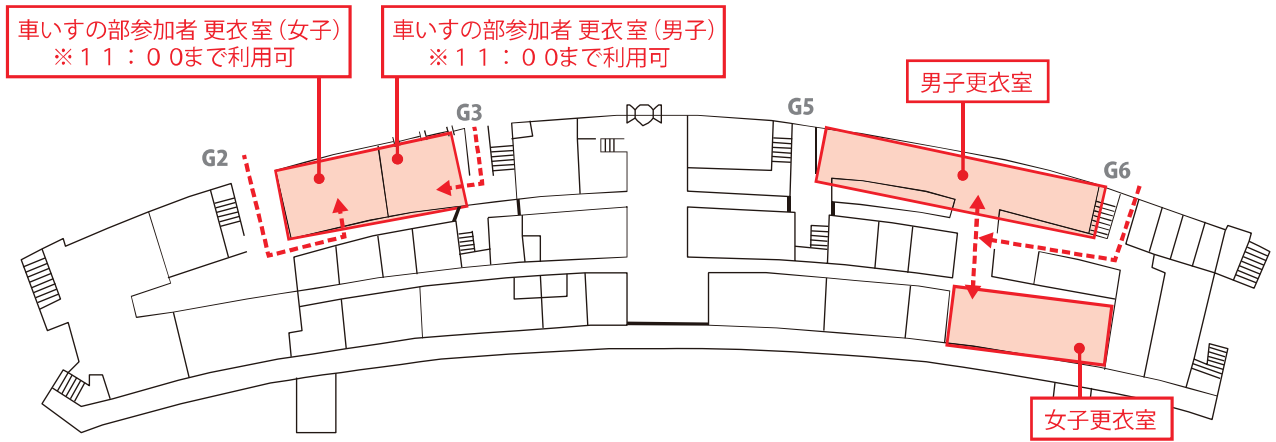 車いすの部参加者 更衣室（女子）
※１１：００まで利用可
車いすの部参加者 更衣室（男子）
※１１：００まで利用可
男子更衣室
G2
G3
G5
G6
女子更衣室